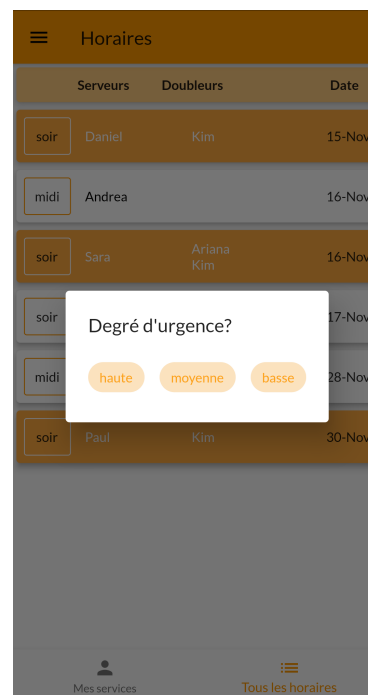 Horaires
Serveurs Doubleurs Date
soir Daniel Kim 15-Nov
midi Andrea 16-Nov
soir Sara Ariana 16-Nov
Kim
soir 17-Nov
Degré d'urgence?
haute moyenne basse
midi 28-Nov
soir Paul Kim 30-Nov
Mes services Tous les horaires